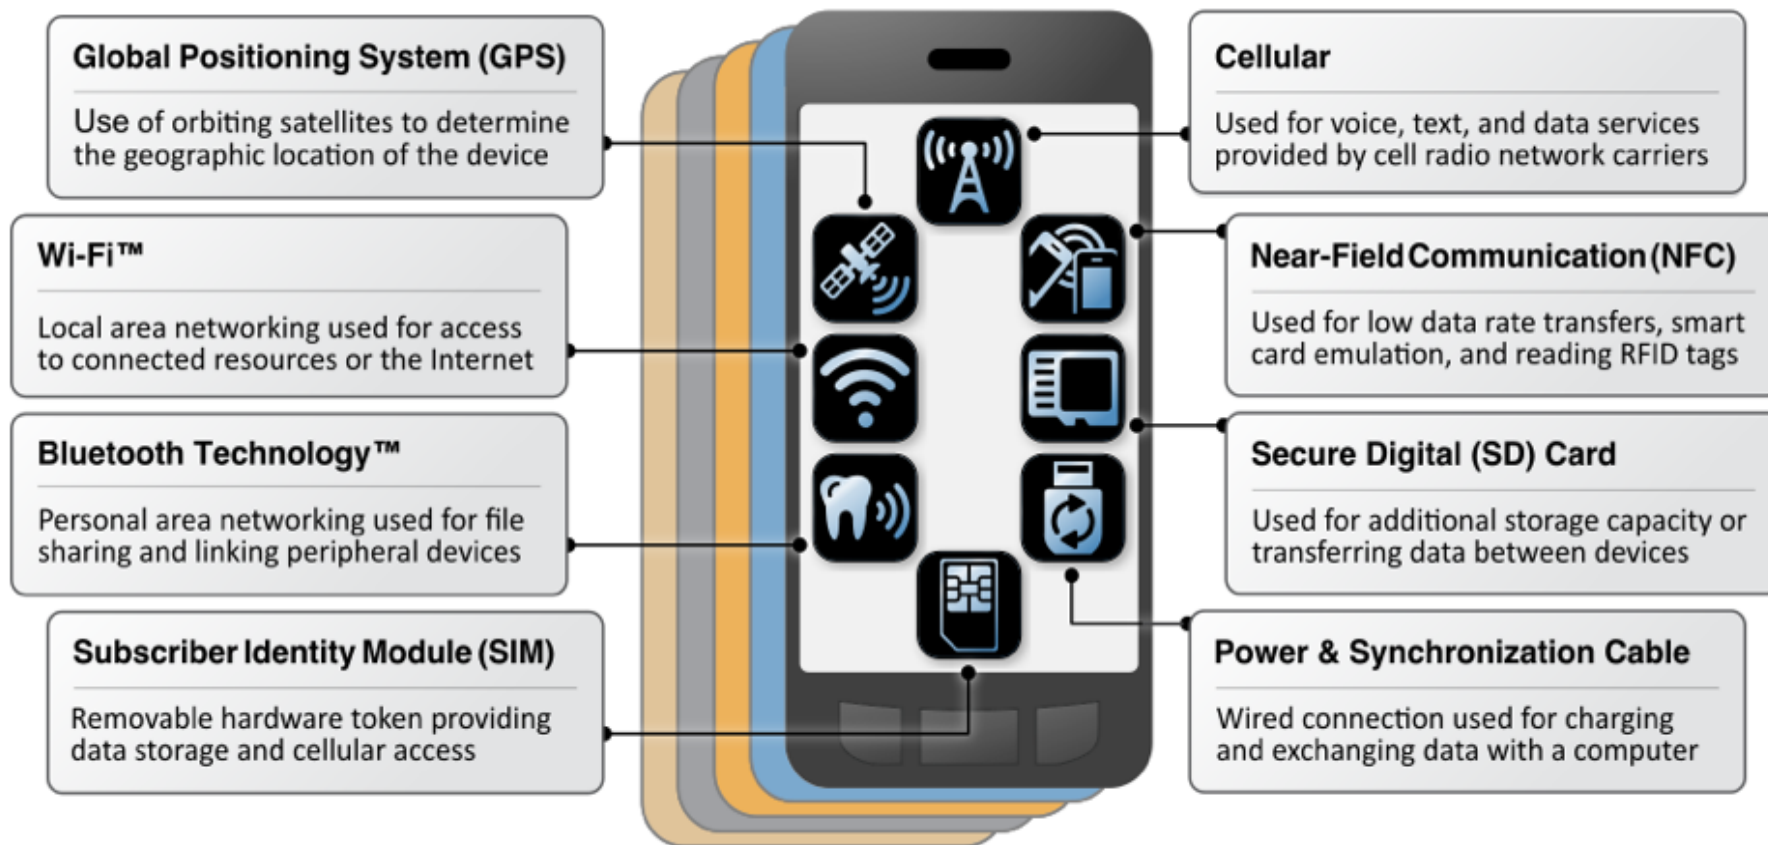 Global Positioning System (GPS)
Use of orbiting satellites to determine
the geographic location of the device
Wi-Fi™
Local area networking used for access
to connected resources or the Internet
Bluetooth Technology™
Personal area networking used for file
sharing and linking peripheral devices
Subscriber Identity Module (SIM)
Removable hardware token providing
data storage and cellular access
Cellular
Used for voice, text, and data services
provided by cell radio network carriers
Near-Field Communication (NFC)
Used for low data rate transfers, smart
card emulation, and reading RFID tags
Secure Digital (SD) Card
Used for additional storage capacity or
transferring data between devices
Power & Synchronization Cable
Wired connection used for charging
and exchanging data with a computer